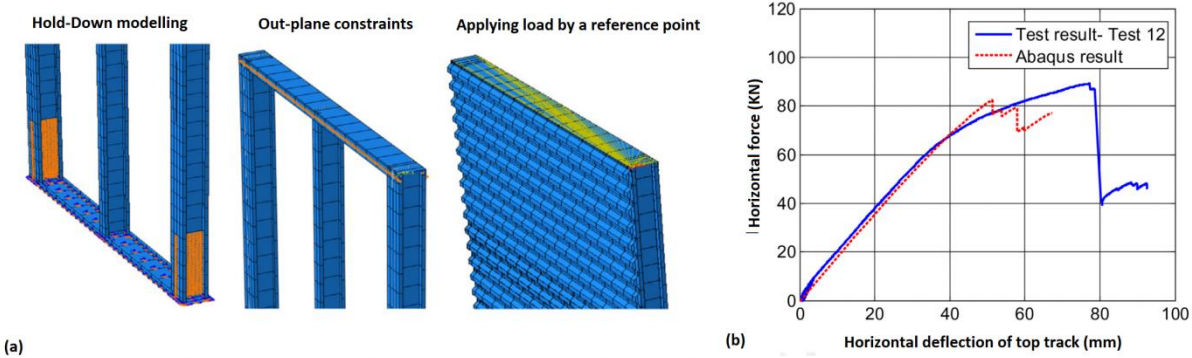 Hold-Down modelling
Out-plane constraints
Applying load by a reference point
(a)
120
100
80
60
40
20
0
Horizontal force (KN)
Test result- Test 12
Abaqus result
0 20 40 60 80 100
Horizontal deflection of top track (mm)
(b)